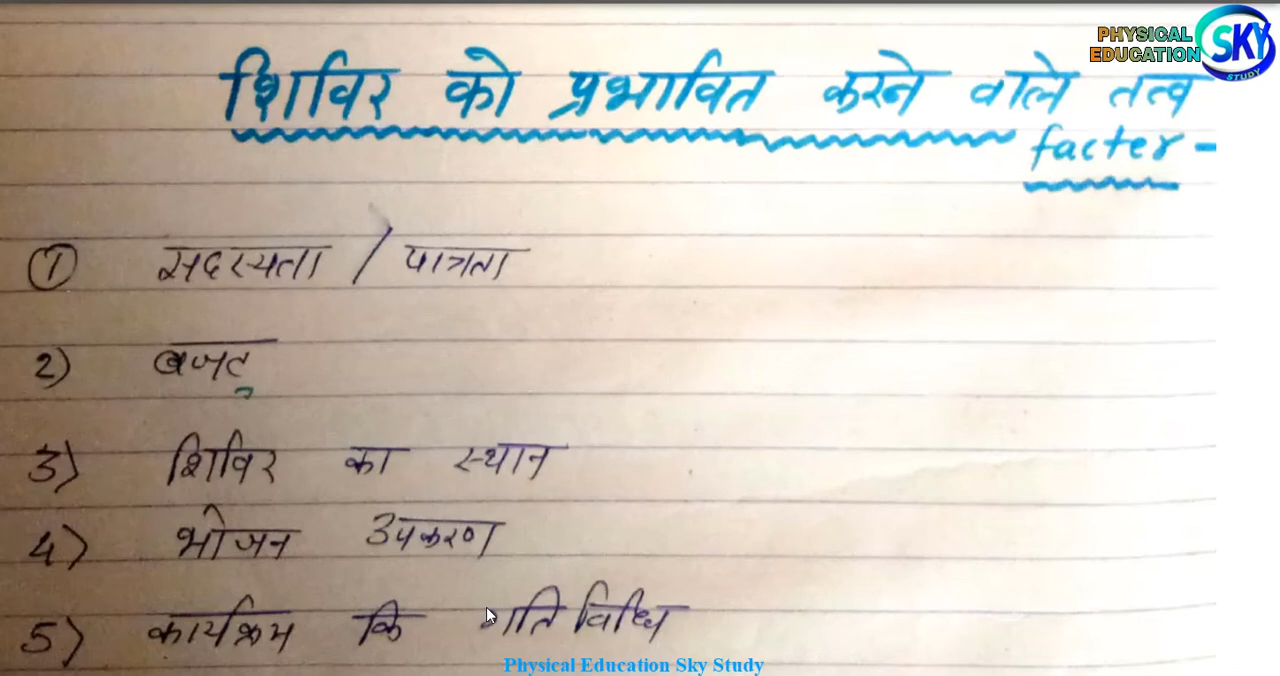 PHYSICAL
EDUCATION SKY
STUDY
शिविर को प्रभावित करने वाले तत्व
facter -
① सदस्यता / पात्रता
2) बजट
3) शिविर का स्थान
4) भोजन उपकरण
5) कार्यक्रम कि गतिविधि
Physical Education Sky Study